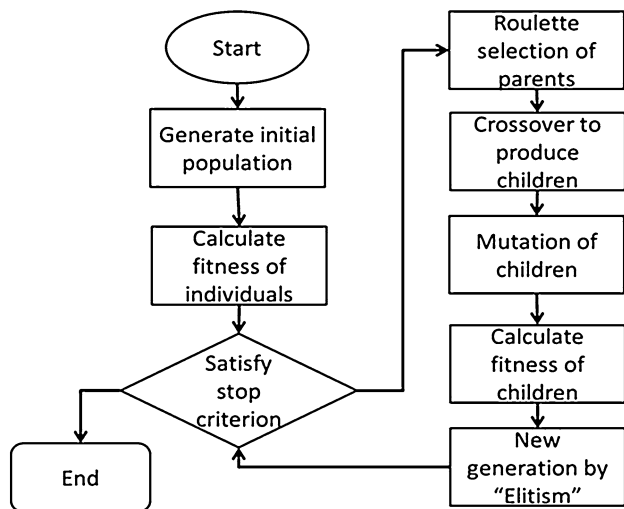 Start
Generate initial
population
Calculate
fitness of
individuals
Satisfy
stop
criterion
End
Roulette
selection of
parents
Crossover to
produce
children
Mutation of
children
Calculate
fitness of
children
New
generation by
“Elitism”